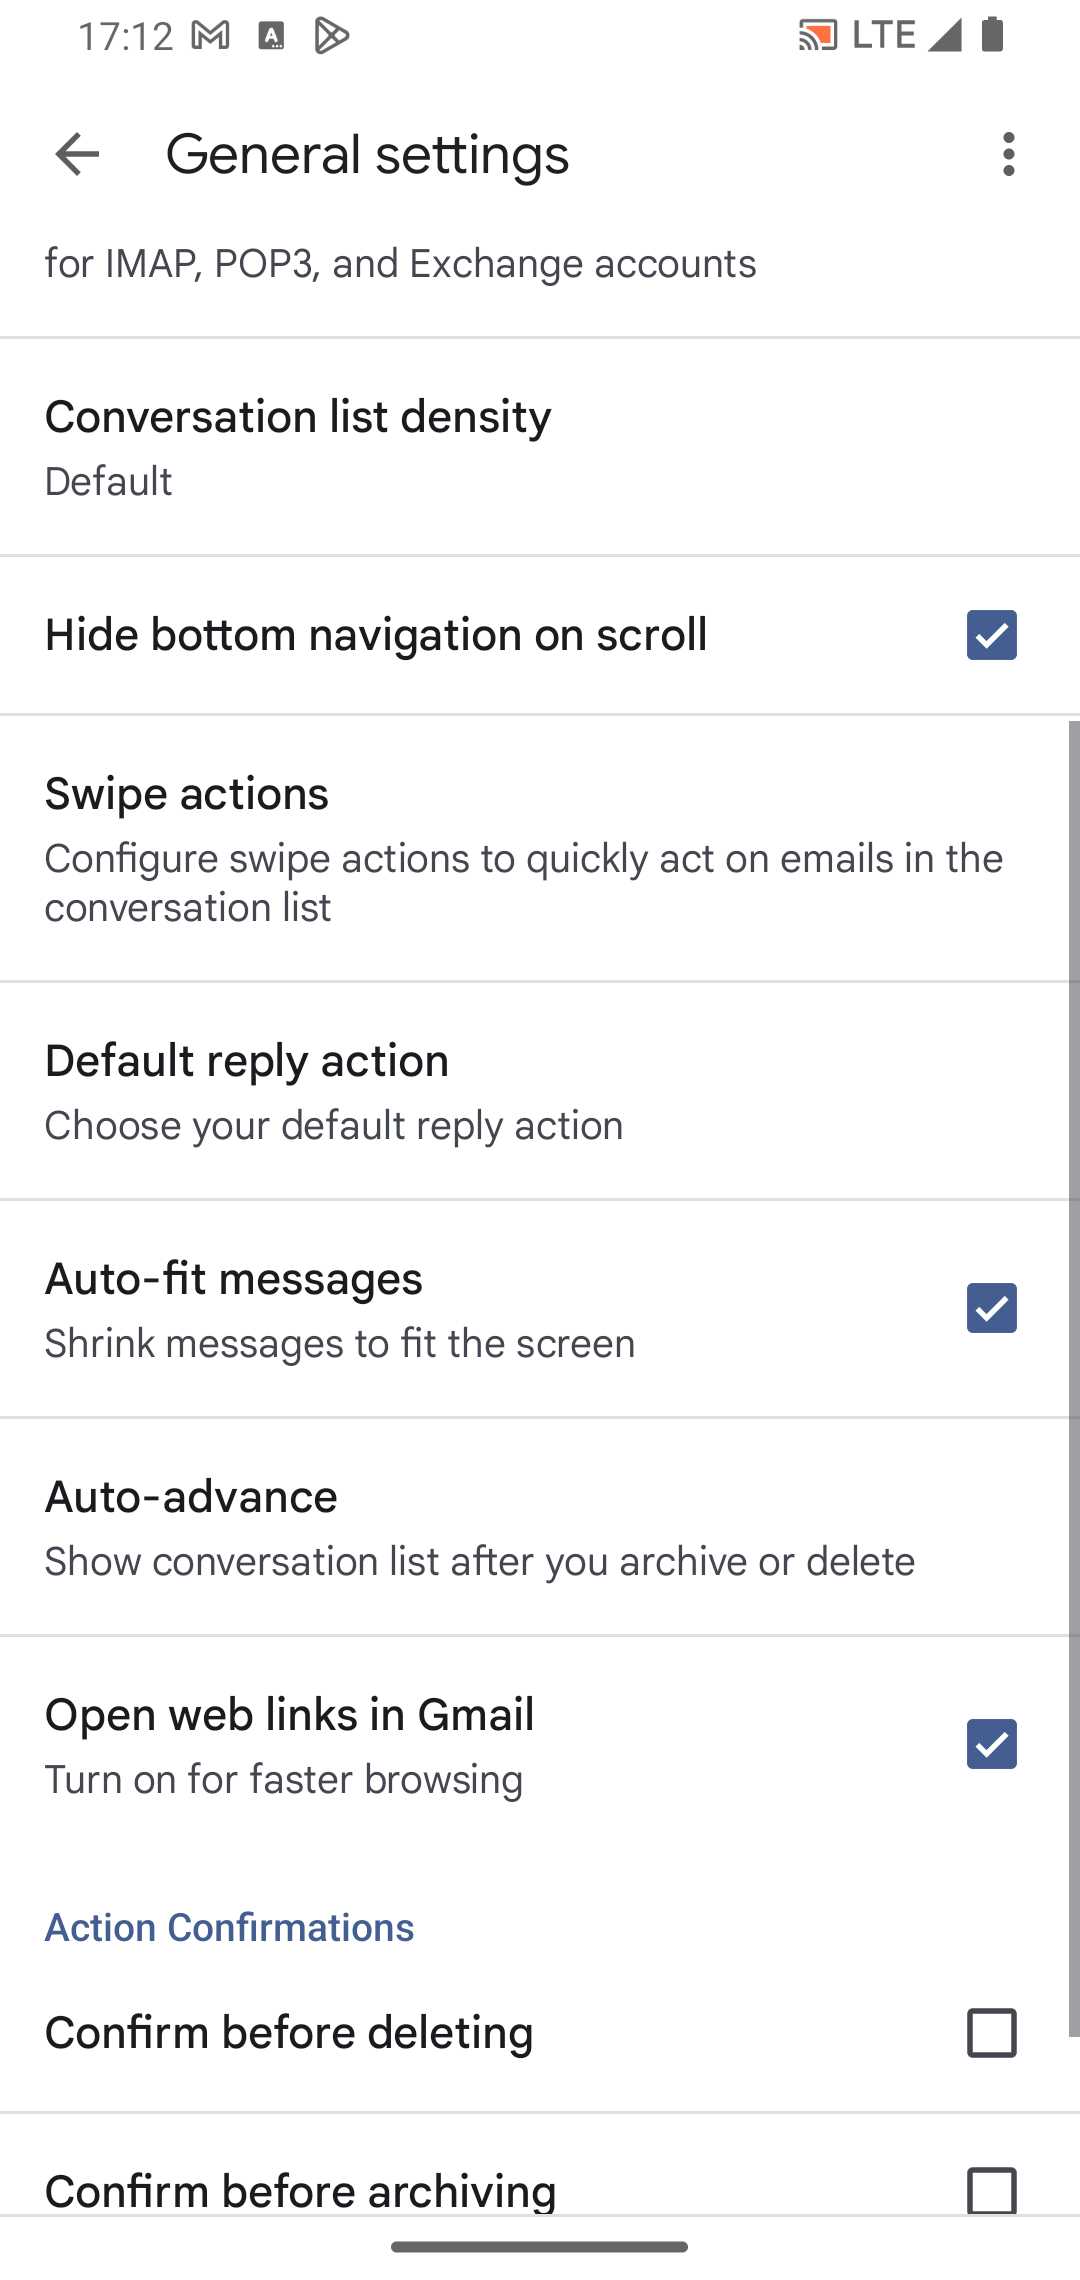 17:12 LTE
General settings
for IMAP, POP3, and Exchange accounts
Conversation list density
Default
Hide bottom navigation on scroll
Swipe actions
Configure swipe actions to quickly act on emails in the
conversation list
Default reply action
Choose your default reply action
Auto-fit messages
Shrink messages to fit the screen
Auto-advance
Show conversation list after you archive or delete
Open web links in Gmail
Turn on for faster browsing
Action Confirmations
Confirm before deleting
Confirm before archiving